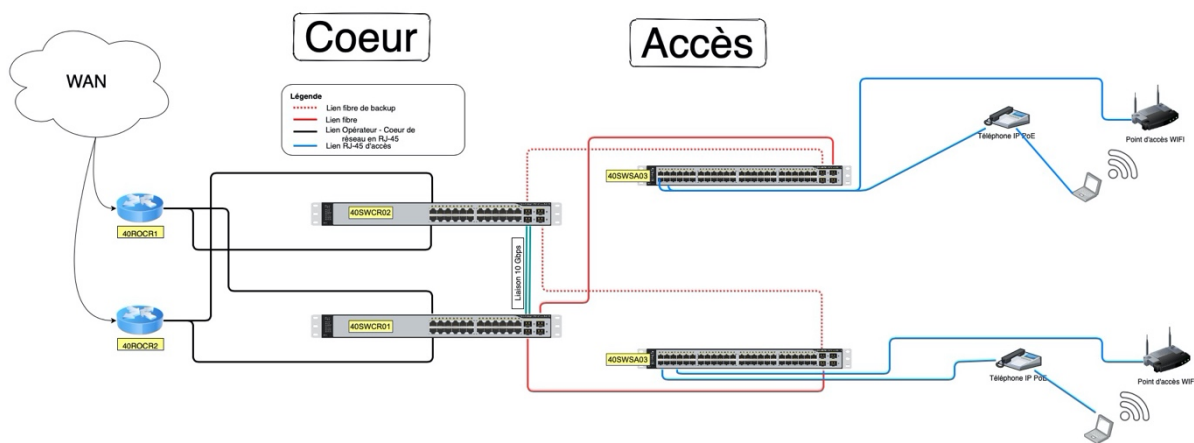 Coeur
Accès
WAN
Légende
Lien fibre de backup
Lien fibre
Lien Opérateur - Coeur de
réseau en RJ-45
Lien RJ-45 d'accès
Téléphone IP PoE
Point d'accès WIFI
40SWSA03
40ROCR1
40SWCR02
Liaison 10 Gbps
40ROCR2
40SWCR01
40SWSA03
Téléphone IP PoE
Point d'accès WIF